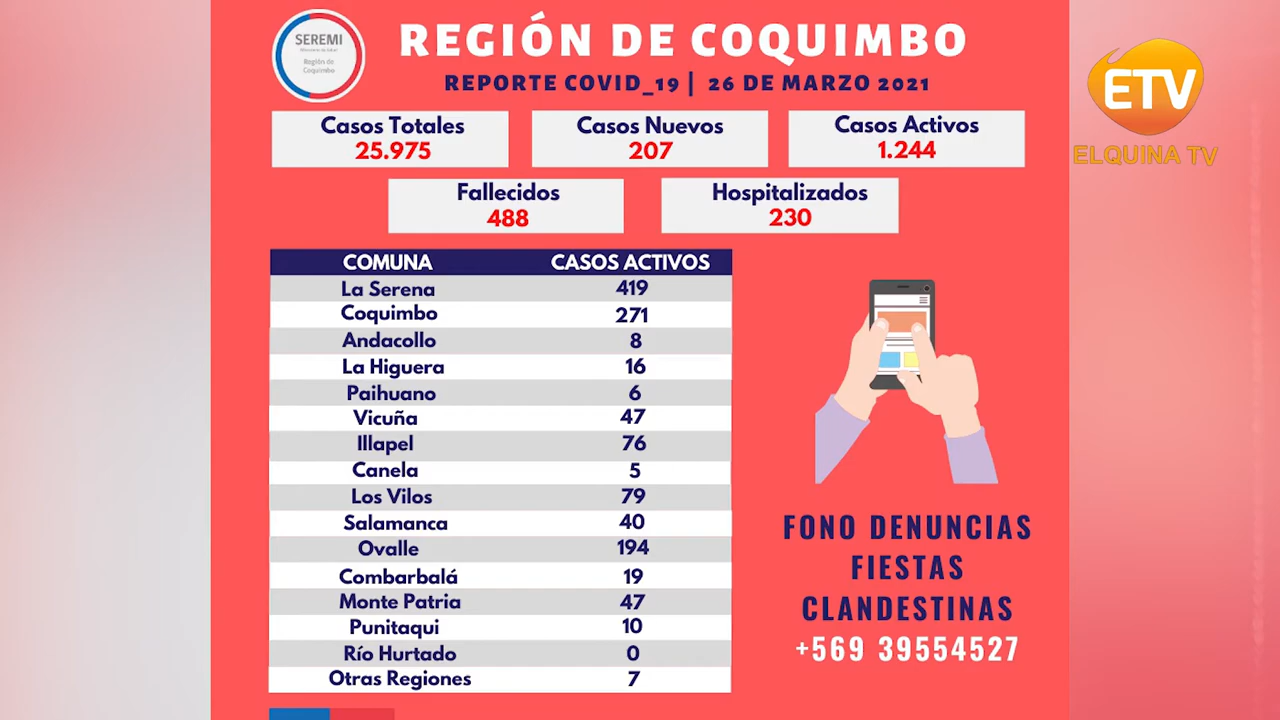 SEREMI
Ministerio de Salud
Región de
Coquimbo
REGIÓN DE COQUIMBO
REPORTE COVID_19 | 26 DE MARZO 2021
ETV
ELQUINA TV
Casos Totales
25.975
Casos Nuevos
207
Casos Activos
1.244
Fallecidos
488
Hospitalizados
230
COMUNA CASOS ACTIVOS
La Serena 419
Coquimbo 271
Andacollo 8
La Higuera 16
Paihuano 6
Vicuña 47
Illapel 76
Canela 5
Los Vilos 79
Salamanca 40
Ovalle 194
Combarbalá 19
Monte Patria 47
Punitaqui 10
Río Hurtado 0
Otras Regiones 7
FONO DENUNCIAS
FIESTAS
CLANDESTINAS
+569 39554527